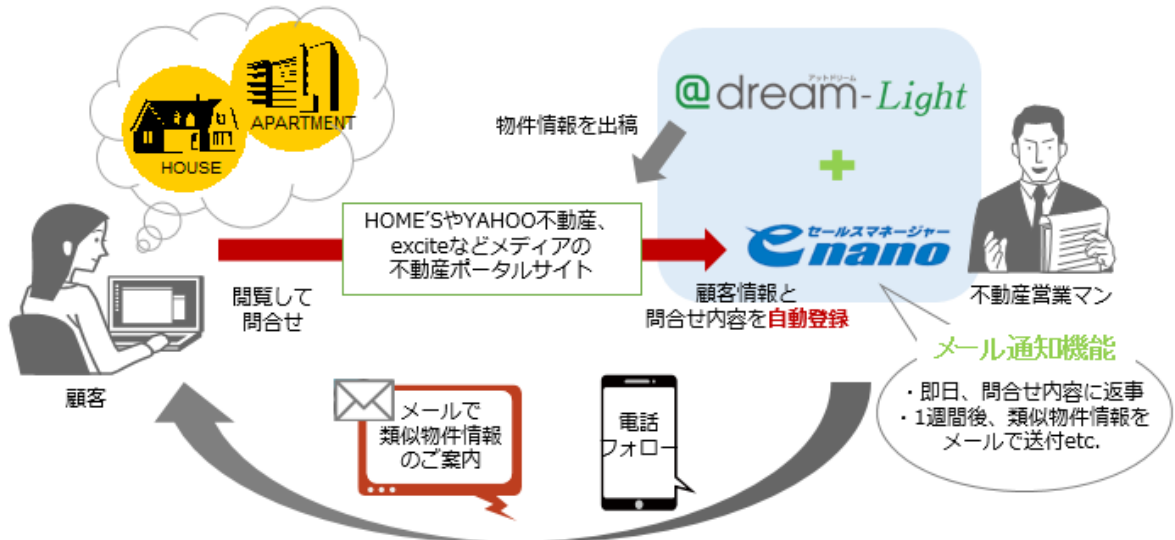 APARTMENT
HOUSE
アットドリーム
@dream-Light
物件情報を出稿
+
HOME'SやYAHOO不動産、
exciteなどメディアの
不動産ポータルサイト
セールスマネージャー
enano
閲覧して
問合せ
顧客情報と
問合せ内容を自動登録
不動産営業マン
顧客
メール通知機能
・即日、問合せ内容に返事
・1週間後、類似物件情報を
メールで送付etc.
メールで
類似物件情報
のご案内
電話
フォロー